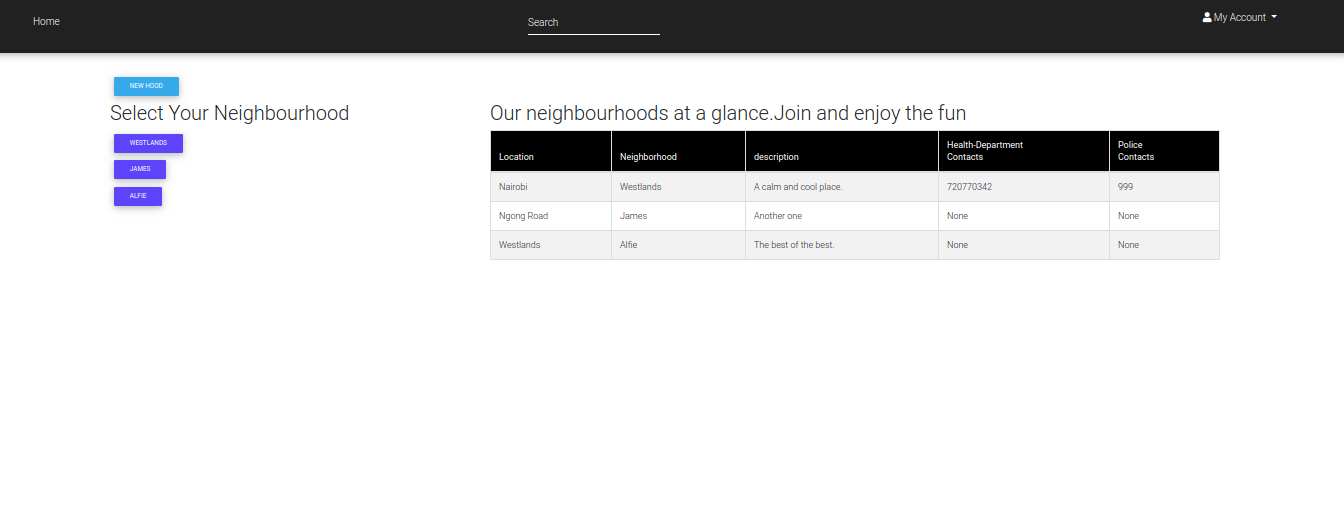 Home
Search
My Account
NEW HOOD
Select Your Neighbourhood
WESTLANDS
JAMES
ALFIE
Our neighbourhoods at a glance.Join and enjoy the fun
Location Neighborhood description Health-Department Contacts Police Contacts
Nairobi Westlands A calm and cool place. 720770342 999
Ngong Road James Another one None None
Westlands Alfie The best of the best. None None